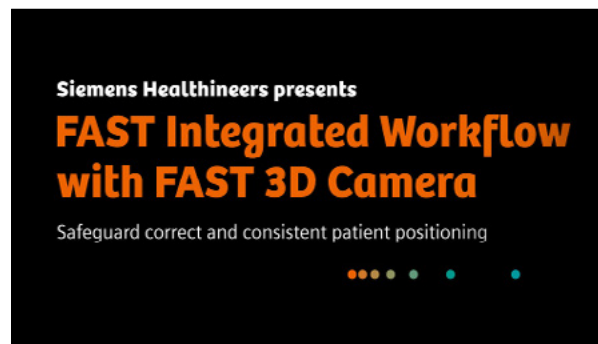 Siemens Healthineers presents
FAST Integrated Workflow
with FAST 3D Camera
Safeguard correct and consistent patient positioning